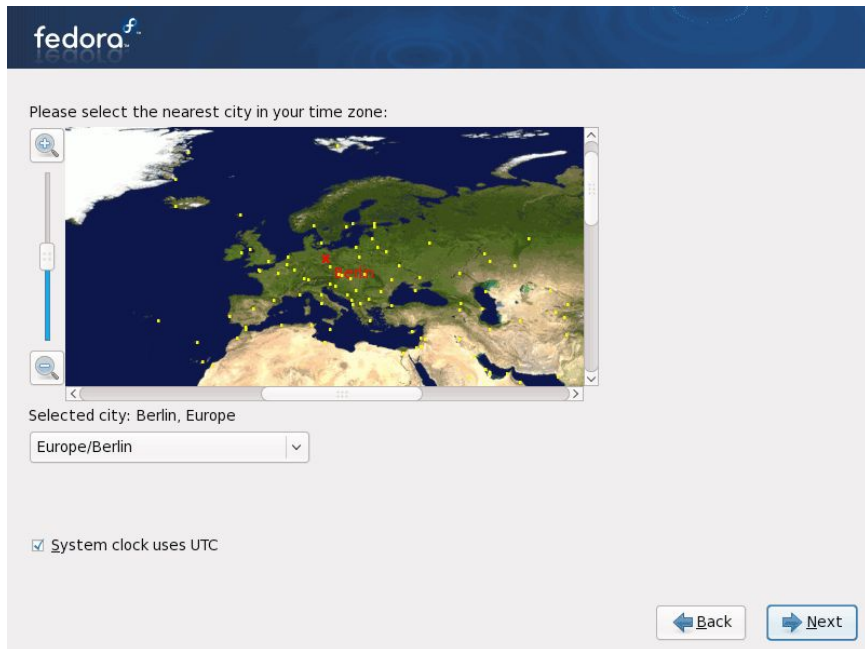 fedora
Please select the nearest city in your time zone:
Berlin
Selected city: Berlin, Europe
Europe/Berlin
System clock uses UTC
Back
Next